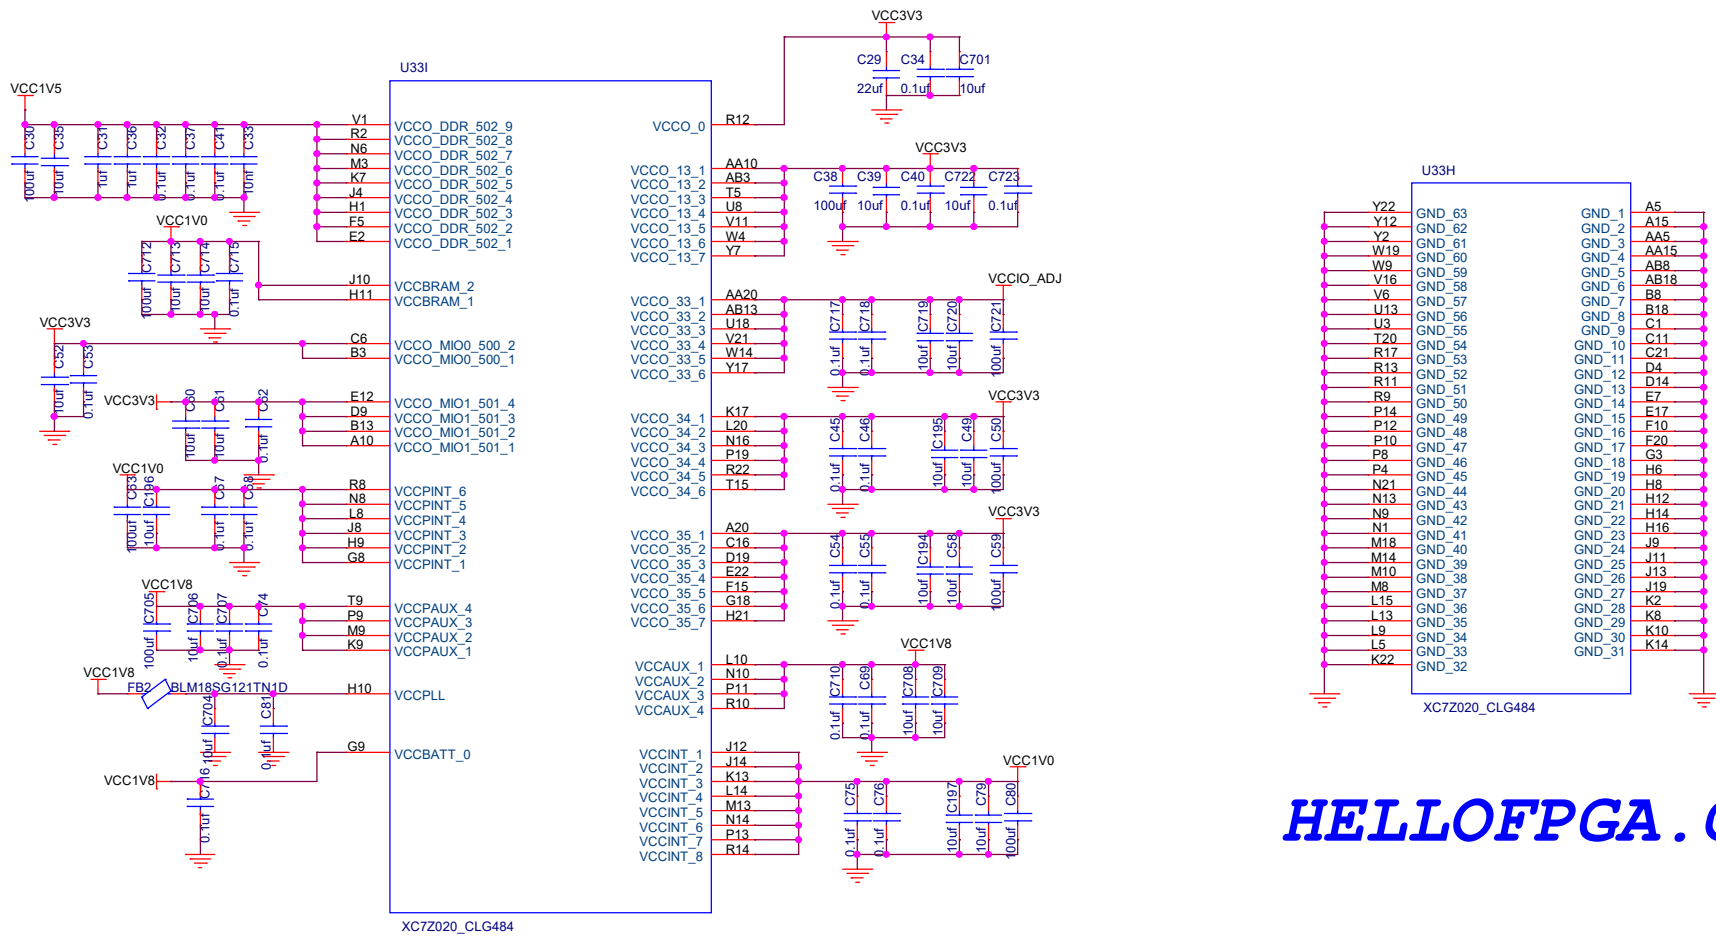 VCC3V3
U33I
C29 C34 C701
22uf 0.1uf 10uf
VCC1V5
C30 C35 C31 C36 C32 C37 C41 C33
100uf 10uf 1uf 1uf 0.1uf 0.1uf 0.1uf 10nf
V1 VCCO_DDR_502_9
R2 VCCO_DDR_502_8
N6 VCCO_DDR_502_7
M3 VCCO_DDR_502_6
K7 VCCO_DDR_502_5
J4 VCCO_DDR_502_4
H1 VCCO_DDR_502_3
F5 VCCO_DDR_502_2
E2 VCCO_DDR_502_1
VCC1V0
C712 C713 C714 C715
100uf 10uf 10uf 0.1uf
J10 VCCBRAM_2
H11 VCCBRAM_1
VCC3V3
C52 C53
10uf 0.1uf
C6 VCCO_MIO0_500_2
B3 VCCO_MIO0_500_1
VCC3V3
C60 C61 C62
10uf 10uf 0.1uf
E12 VCCO_MIO1_501_4
D9 VCCO_MIO1_501_3
B13 VCCO_MIO1_501_2
A10 VCCO_MIO1_501_1
VCC1V0
C63 C196 C67 C68
100uf 10uf 0.1uf 0.1uf
R8 VCCPINT_6
N8 VCCPINT_5
L8 VCCPINT_4
J8 VCCPINT_3
H9 VCCPINT_2
G8 VCCPINT_1
VCC1V8
C705 C706 C707 C74
100uf 10uf 0.1uf 0.1uf
T9 VCCPAUX_4
P9 VCCPAUX_3
M9 VCCPAUX_2
K9 VCCPAUX_1
VCC1V8
FB2 BLM18SG121TN1D
H10 VCCPLL
C704 C81
10uf 0.1uf
G9 VCCBATT_0
VCC1V8
C716
0.1uf
VCCO_0 R12
VCC3V3
VCCO_13_1 AA10
VCCO_13_2 AB3
VCCO_13_3 T5
VCCO_13_4 U8
VCCO_13_5 V11
VCCO_13_6 W4
VCCO_13_7 Y7
C38 C39 C40 C722 C723
100uf 10uf 0.1uf 10uf 0.1uf
VCCIO_ADJ
VCCO_33_1 AA20
VCCO_33_2 AB13
VCCO_33_3 U18
VCCO_33_4 V21
VCCO_33_5 W14
VCCO_33_6 Y17
C717 C718 C719 C720 C721
0.1uf 0.1uf 10uf 10uf 100uf
VCC3V3
VCCO_34_1 K17
VCCO_34_2 L20
VCCO_34_3 N16
VCCO_34_4 P19
VCCO_34_5 R22
VCCO_34_6 T15
C45 C46 C195 C49 C50
0.1uf 0.1uf 10uf 10uf 100uf
VCC3V3
VCCO_35_1 A20
VCCO_35_2 C16
VCCO_35_3 D19
VCCO_35_4 E22
VCCO_35_5 F15
VCCO_35_6 G18
VCCO_35_7 H21
C54 C55 C194 C58 C59
0.1uf 0.1uf 10uf 10uf 100uf
VCC1V8
VCCAUX_1 L10
VCCAUX_2 N10
VCCAUX_3 P11
VCCAUX_4 R10
C710 C69 C708 C709
0.1uf 0.1uf 10uf 10uf
VCC1V0
VCCINT_1 J12
VCCINT_2 J14
VCCINT_3 K13
VCCINT_4 L14
VCCINT_5 M13
VCCINT_6 N14
VCCINT_7 P13
VCCINT_8 R14
C75 C76 C197 C79 C80
0.1uf 0.1uf 10uf 10uf 100uf
XC7Z020_CLG484
U33H
Y22 GND_63 GND_1 A5
Y12 GND_62 GND_2 A15
Y2 GND_61 GND_3 AA5
W19 GND_60 GND_4 AA15
W9 GND_59 GND_5 AB8
V16 GND_58 GND_6 AB18
V6 GND_57 GND_7 B8
U13 GND_56 GND_8 B18
U3 GND_55 GND_9 C1
T20 GND_54 GND_10 C11
R17 GND_53 GND_11 C21
R13 GND_52 GND_12 D4
R11 GND_51 GND_13 D14
R9 GND_50 GND_14 E7
P14 GND_49 GND_15 E17
P12 GND_48 GND_16 F10
P10 GND_47 GND_17 F20
P8 GND_46 GND_18 G3
P4 GND_45 GND_19 H6
N21 GND_44 GND_20 H8
N13 GND_43 GND_21 H12
N9 GND_42 GND_22 H14
N1 GND_41 GND_23 H16
M18 GND_40 GND_24 J9
M14 GND_39 GND_25 J11
M10 GND_38 GND_26 J13
M8 GND_37 GND_27 J19
L15 GND_36 GND_28 K2
L13 GND_35 GND_29 K8
L9 GND_34 GND_30 K10
L5 GND_33 GND_31 K14
K22 GND_32
XC7Z020_CLG484
HELLOFPGA.